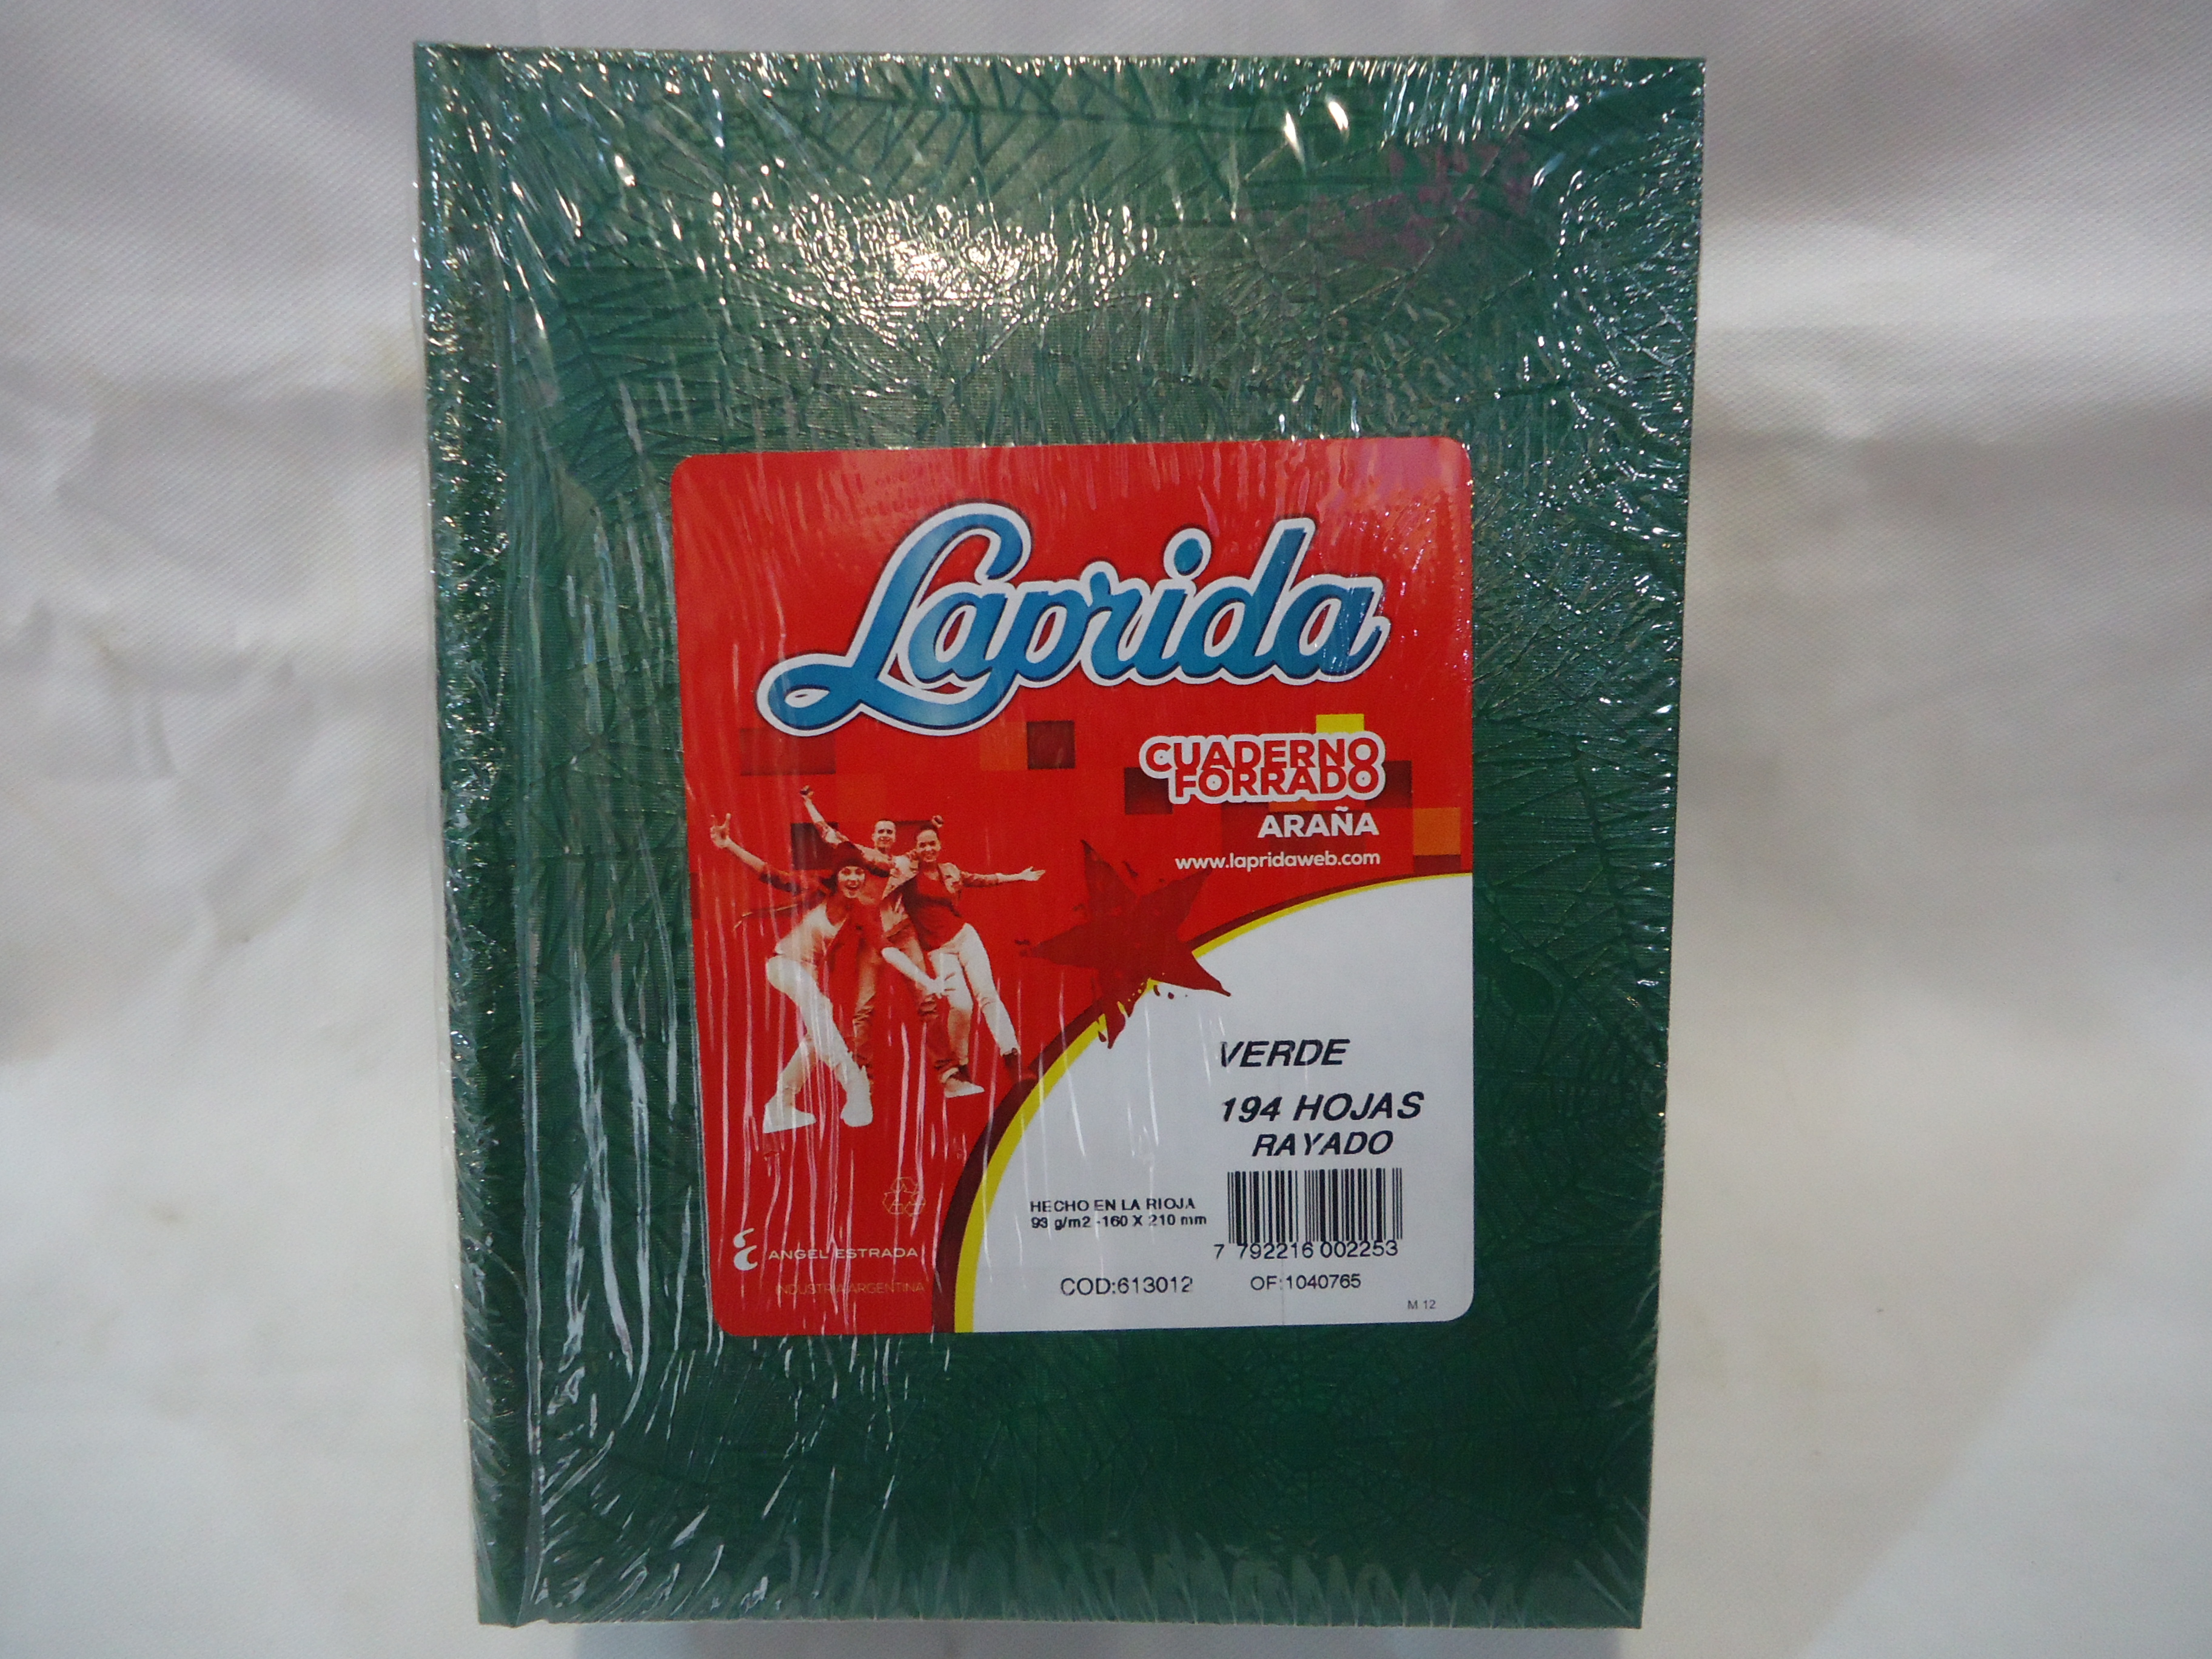 Laprida
CUADERNO
FORRADO
ARAÑA
www.lapridaweb.com
VERDE
194 HOJAS
RAYADO
HECHO EN LA RIOJA
93 g/m2 -160 X 210 mm
7 792216 002253
ANGEL ESTRADA
INDUSTRIA ARGENTINA
COD:613012 OF:1040765
M 12